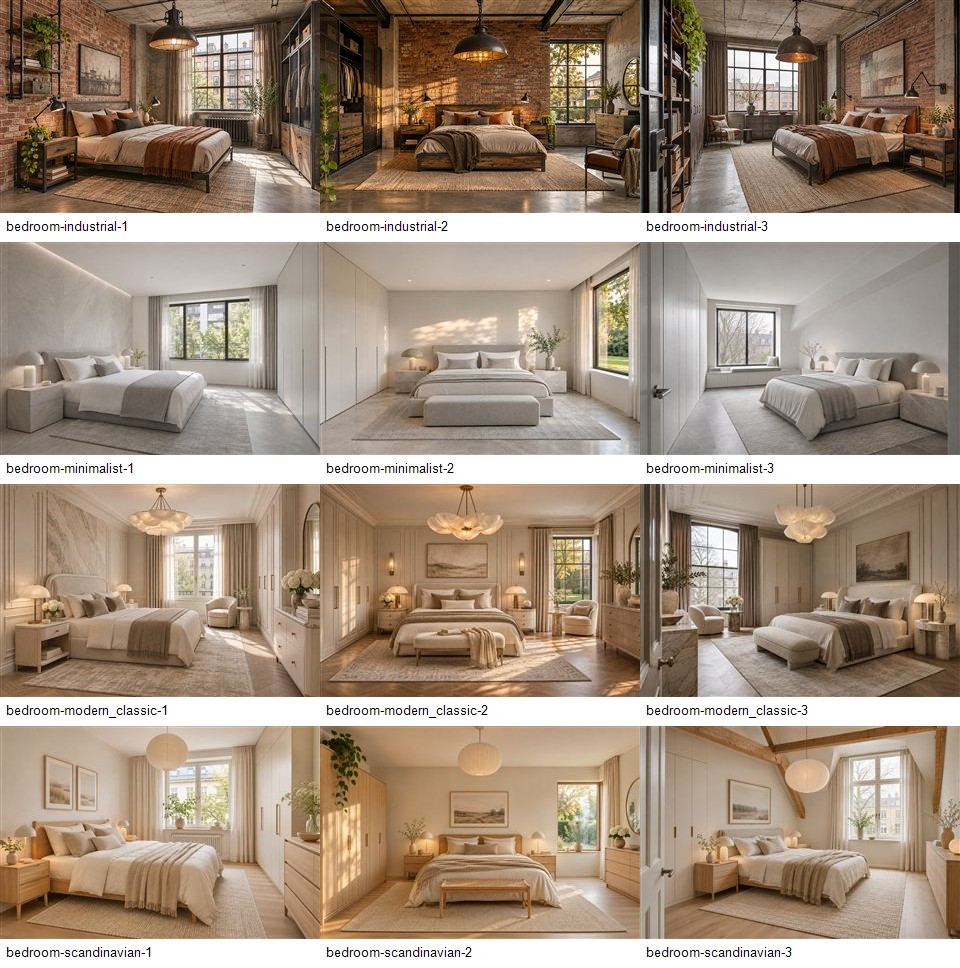 bedroom-industrial-1
bedroom-industrial-2
bedroom-industrial-3
bedroom-minimalist-1
bedroom-minimalist-2
bedroom-minimalist-3
bedroom-modern_classic-1
bedroom-modern_classic-2
bedroom-modern_classic-3
bedroom-scandinavian-1
bedroom-scandinavian-2
bedroom-scandinavian-3